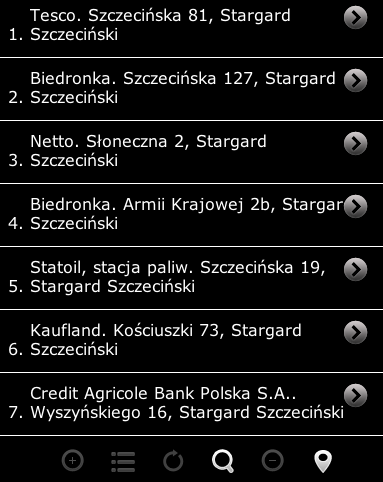 Tesco. Szczecińska 81, Stargard
1. Szczeciński
Biedronka. Szczecińska 127, Stargard
2. Szczeciński
Netto. Słoneczna 2, Stargard
3. Szczeciński
Biedronka. Armii Krajowej 2b, Stargar
4. Szczeciński
Statoil, stacja paliw. Szczecińska 19,
5. Stargard Szczeciński
Kaufland. Kościuszki 73, Stargard
6. Szczeciński
Credit Agricole Bank Polska S.A..
7. Wyszyńskiego 16, Stargard Szczeciński